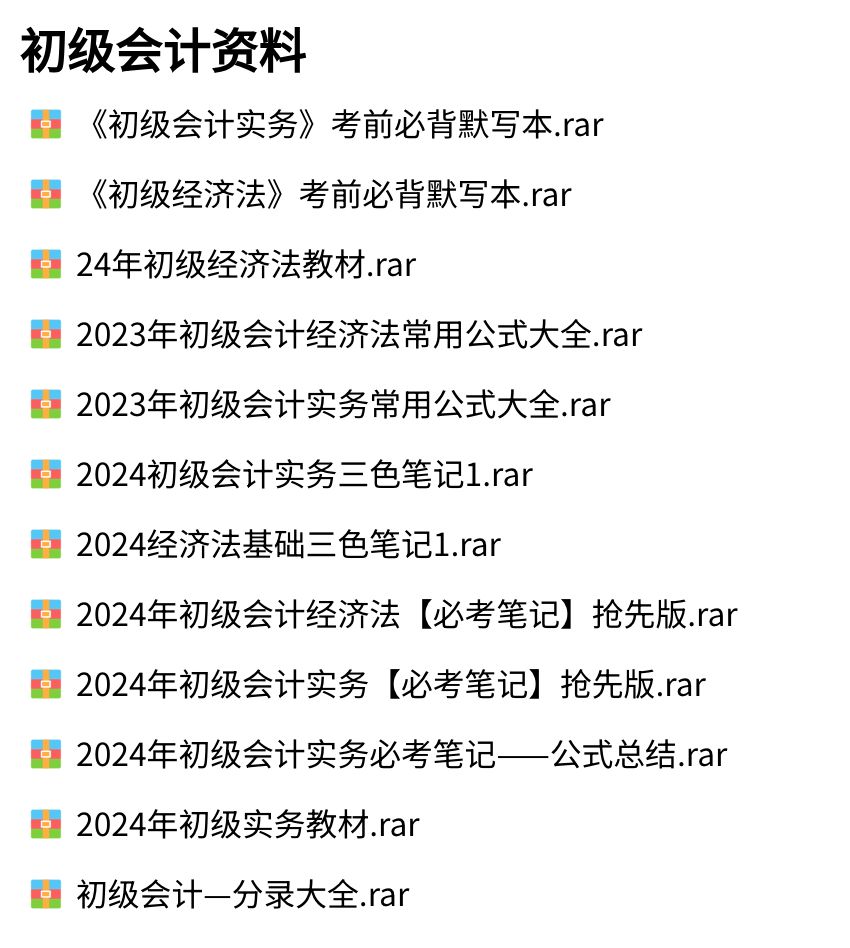 初级会计资料
《初级会计实务》考前必背默写本.rar
《初级经济法》考前必背默写本.rar
24年初级经济法教材.rar
2023年初级会计经济法常用公式大全.rar
2023年初级会计实务常用公式大全.rar
2024初级会计实务三色笔记1.rar
2024经济法基础三色笔记1.rar
2024年初级会计经济法【必考笔记】抢先版.rar
2024年初级会计实务【必考笔记】抢先版.rar
2024年初级会计实务必考笔记——公式总结.rar
2024年初级实务教材.rar
初级会计—分录大全.rar